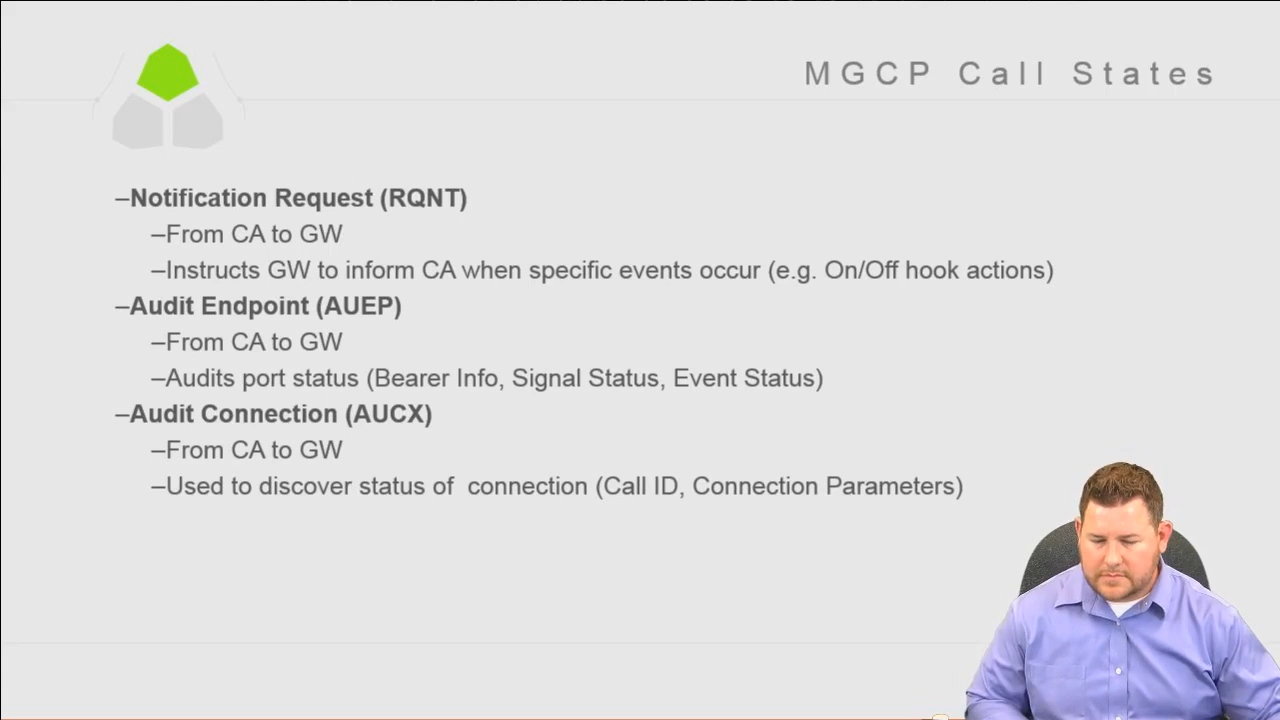 MGCP Call States
–Notification Request (RQNT)
–From CA to GW
–Instructs GW to inform CA when specific events occur (e.g. On/Off hook actions)
–Audit Endpoint (AUEP)
–From CA to GW
–Audits port status (Bearer Info, Signal Status, Event Status)
–Audit Connection (AUCX)
–From CA to GW
–Used to discover status of  connection (Call ID, Connection Parameters)